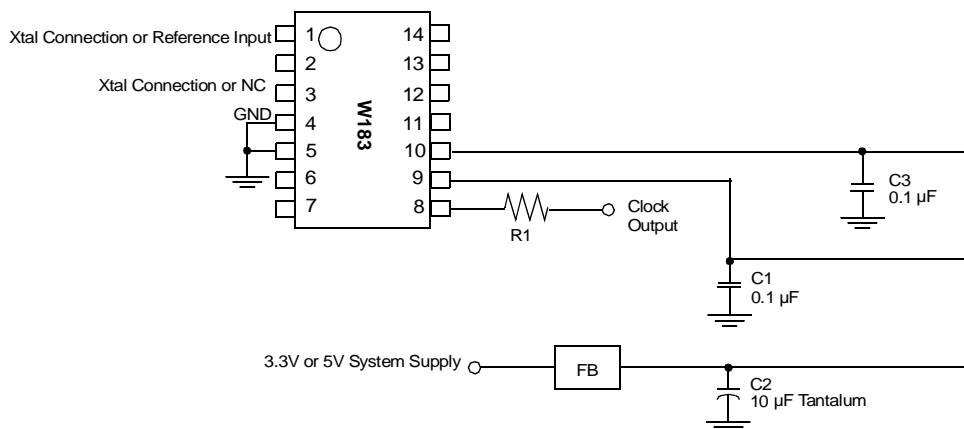 Xtal Connection or Reference Input
1
14
2
13
Xtal Connection or NC
3
12
GND
4
11
W183
5
10
6
9
7
8
C3
0.1 µF
R1
Clock
Output
C1
0.1 µF
3.3V or 5V System Supply
FB
C2
10 µF Tantalum